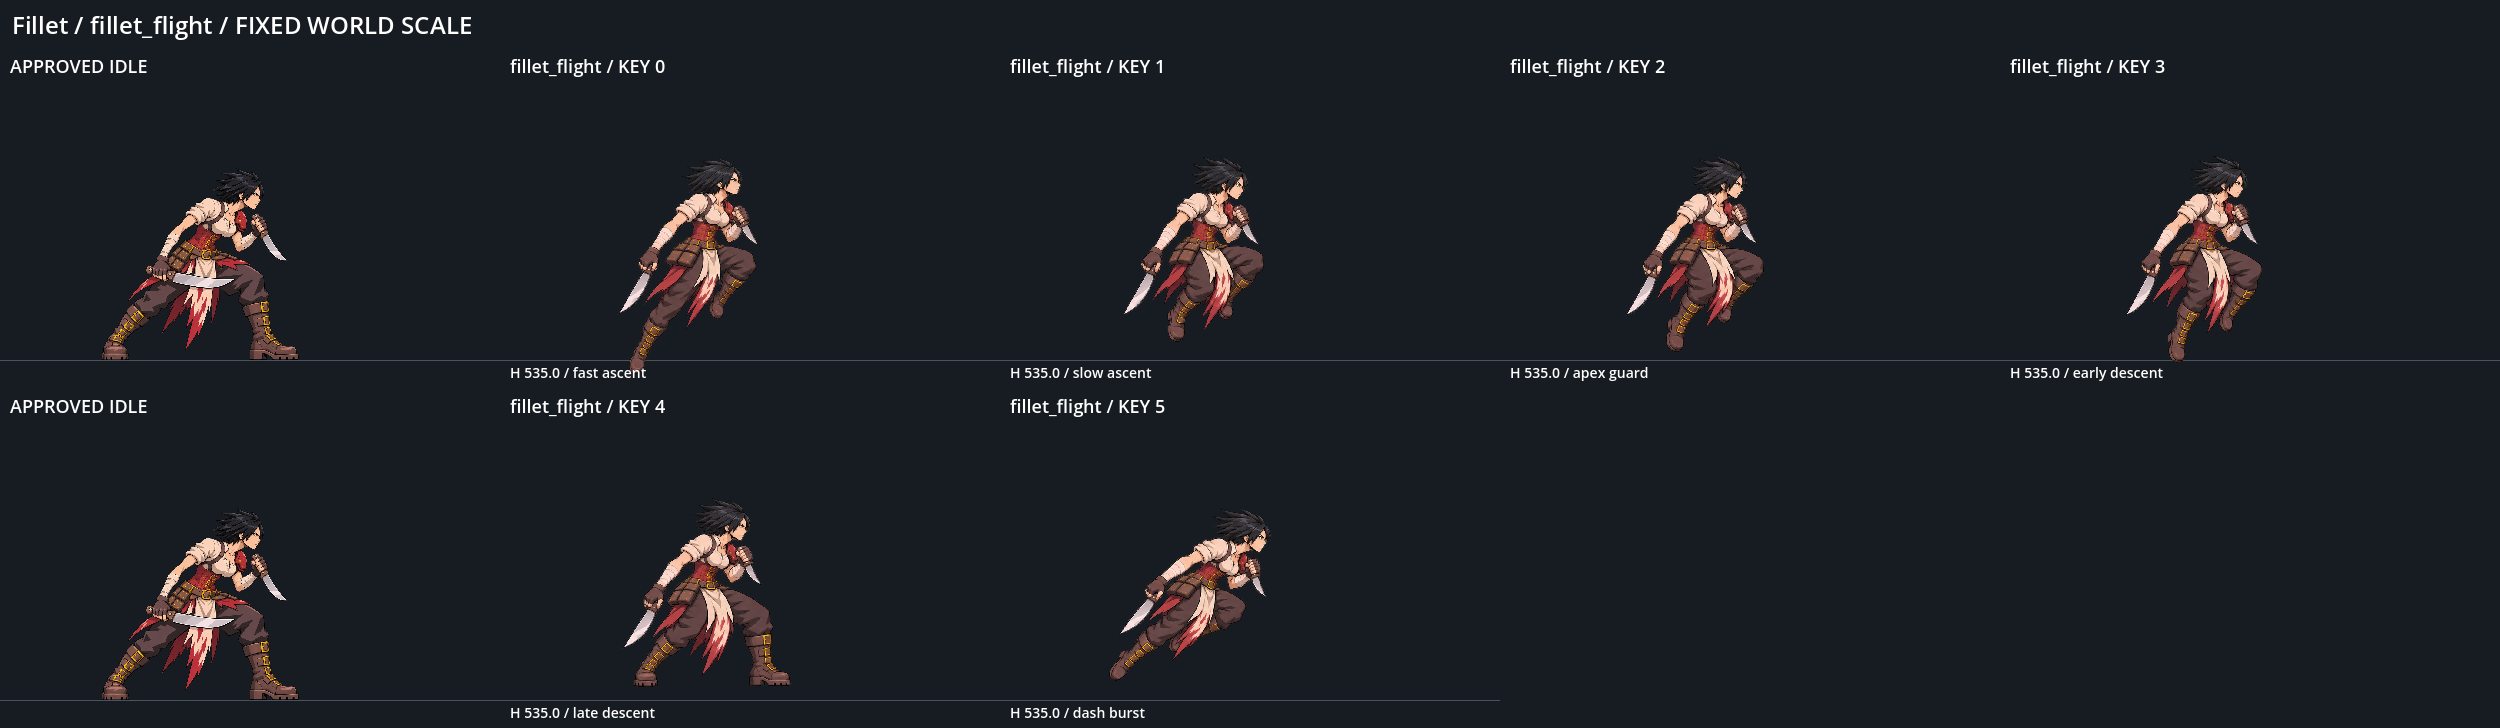 Fillet / fillet_flight / FIXED WORLD SCALE
APPROVED IDLE
fillet_flight / KEY 0
fillet_flight / KEY 1
fillet_flight / KEY 2
fillet_flight / KEY 3
H 535.0 / fast ascent
H 535.0 / slow ascent
H 535.0 / apex guard
H 535.0 / early descent
APPROVED IDLE
fillet_flight / KEY 4
fillet_flight / KEY 5
H 535.0 / late descent
H 535.0 / dash burst